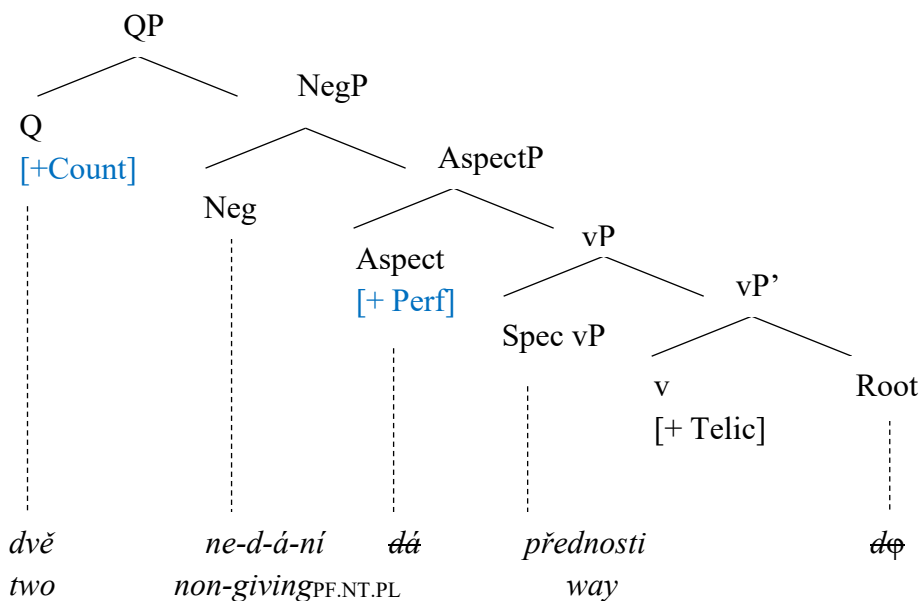 QP
NegP
Q
[+Count]
AspectP
Neg
vP
Aspect
[+ Perf]
vP’
Spec vP
v
[+ Telic]
Root
dvě ne-d-á-ní dá přednosti dφ
two non-givingPF.NT.PL way